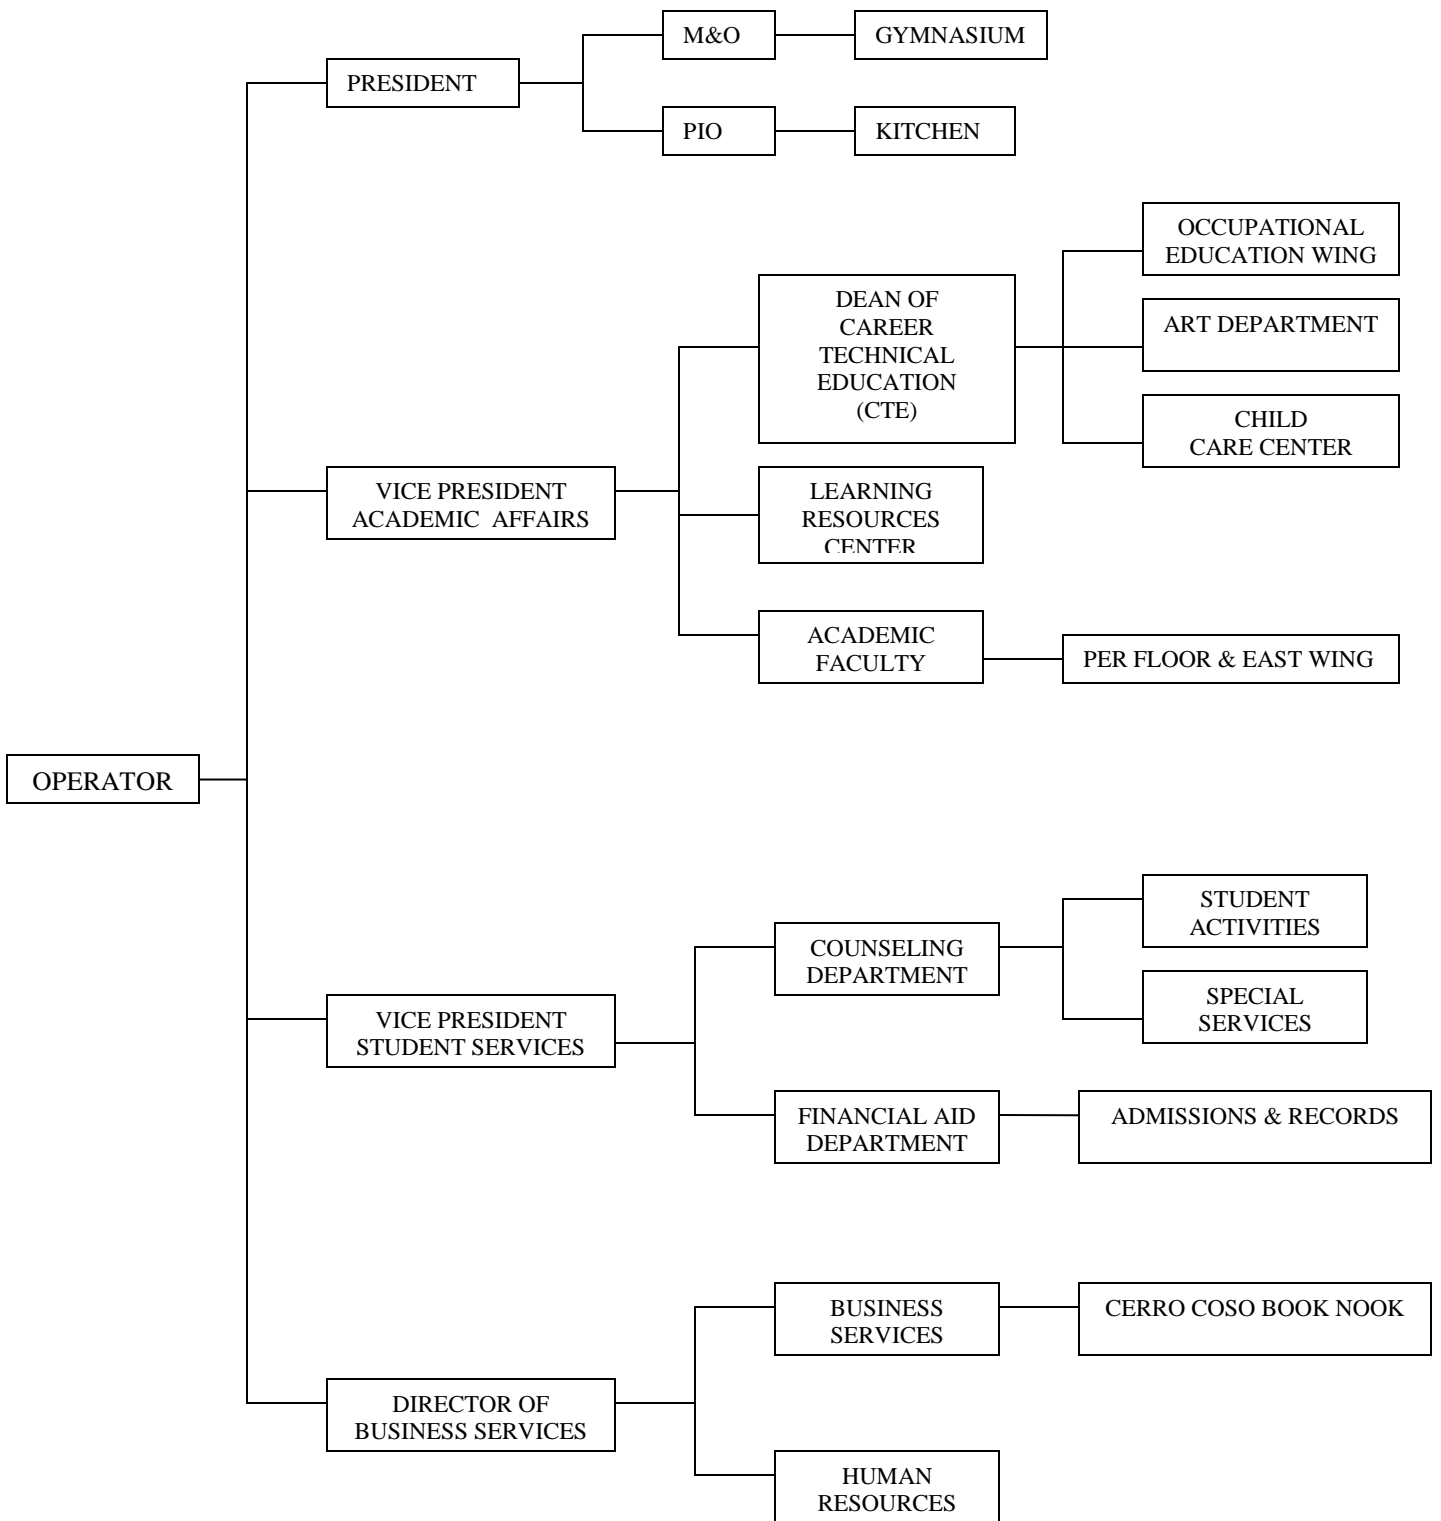 M&O
GYMNASIUM
PRESIDENT
PIO
KITCHEN
OCCUPATIONAL
EDUCATION WING
DEAN OF
CAREER
TECHNICAL
EDUCATION
(CTE)
ART DEPARTMENT
CHILD
CARE CENTER
VICE PRESIDENT
ACADEMIC AFFAIRS
LEARNING
RESOURCES
CENTER
ACADEMIC
FACULTY
PER FLOOR & EAST WING
OPERATOR
STUDENT
ACTIVITIES
COUNSELING
DEPARTMENT
SPECIAL
SERVICES
VICE PRESIDENT
STUDENT SERVICES
FINANCIAL AID
DEPARTMENT
ADMISSIONS & RECORDS
BUSINESS
SERVICES
CERRO COSO BOOK NOOK
DIRECTOR OF
BUSINESS SERVICES
HUMAN
RESOURCES